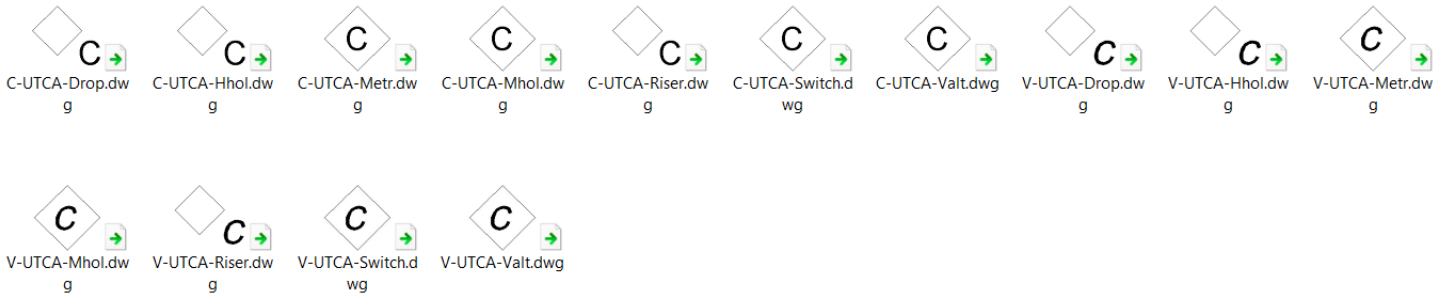 C C C C C C C C C C
C-UTCA-Drop.dw C-UTCA-Hhol.dw C-UTCA-Metr.dw C-UTCA-Mhol.dw C-UTCA-Riser.dw C-UTCA-Switch.d C-UTCA-Valt.dwg V-UTCA-Drop.dw V-UTCA-Hhol.dw V-UTCA-Metr.dw
g g g g g wg g g g
C C C C
V-UTCA-Mhol.dw V-UTCA-Riser.dw V-UTCA-Switch.d V-UTCA-Valt.dwg
g g wg